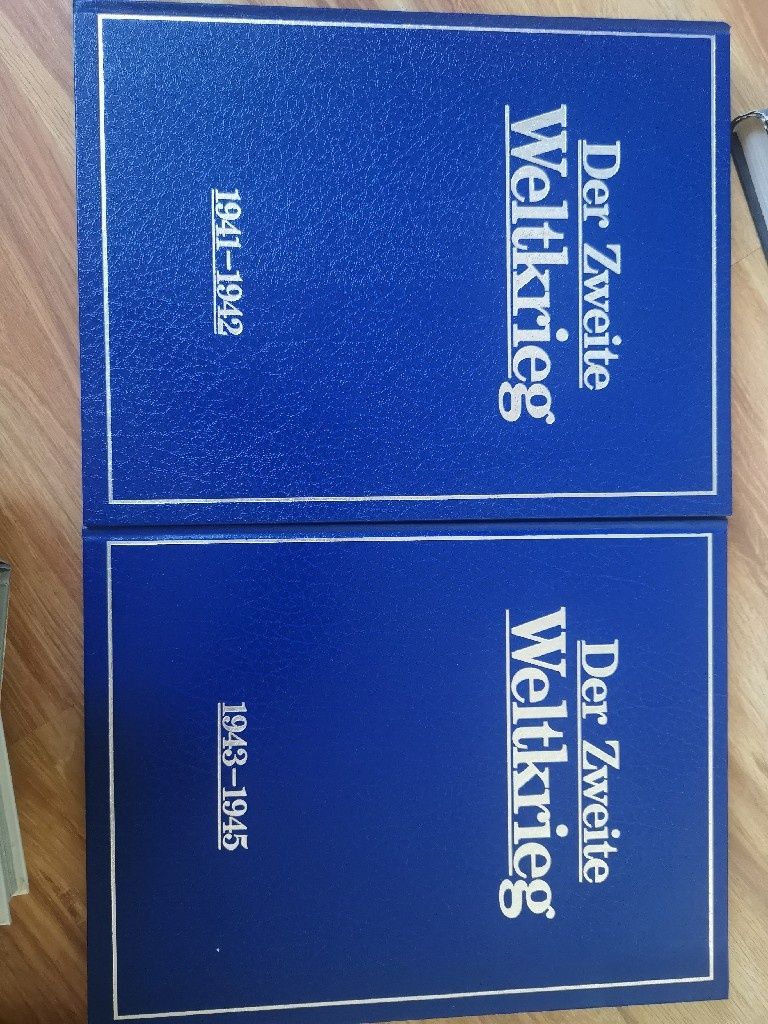 Der Zweite
Weltkrieg
1941–1942
Der Zweite
Weltkrieg
1943–1945